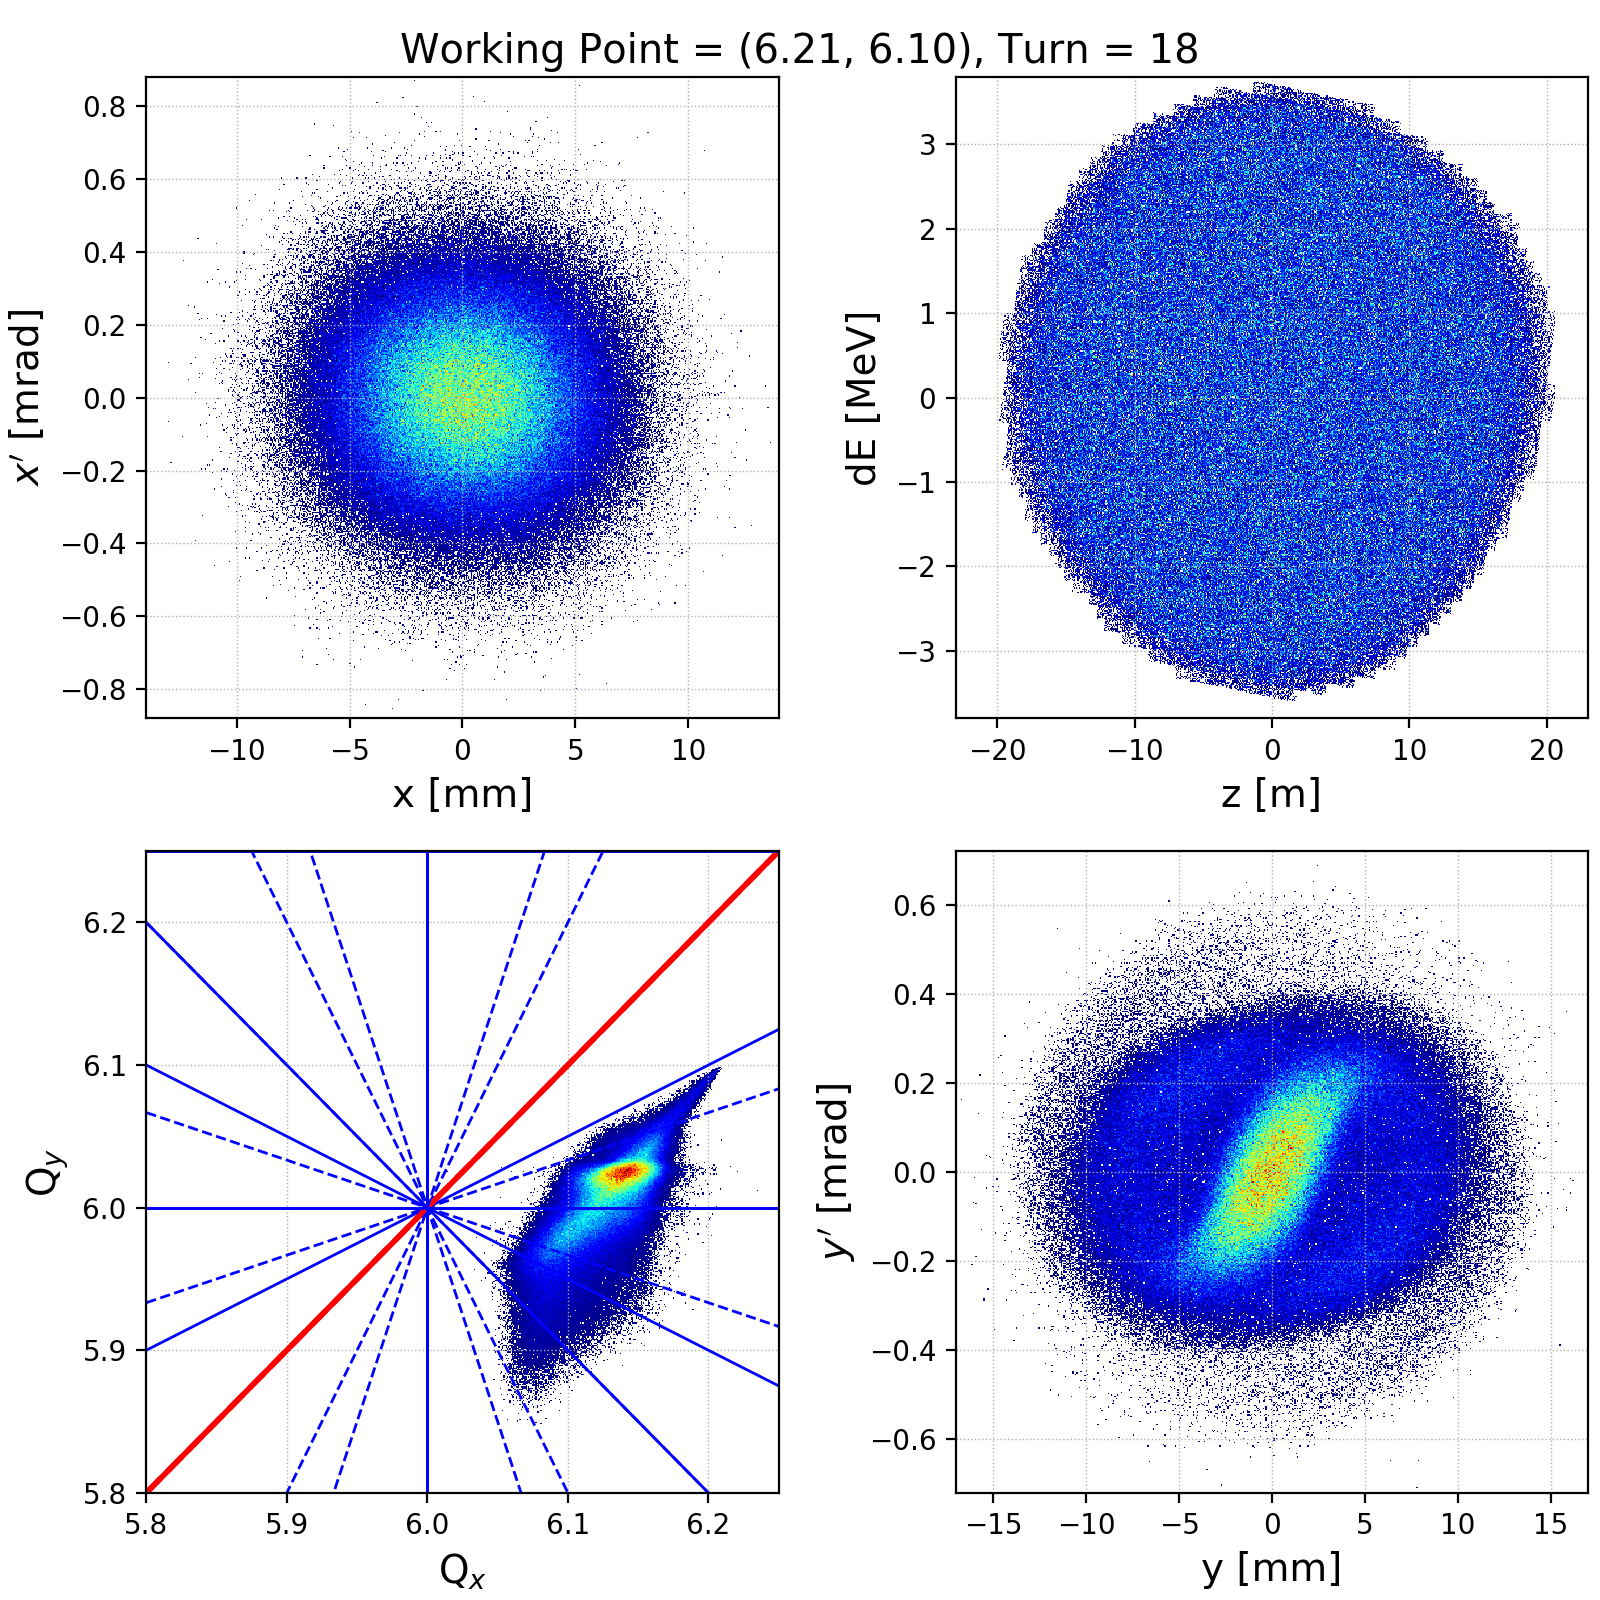 Working Point = (6.21, 6.10), Turn = 18
0.8
0.6
0.4
0.2
0.0
−0.2
−0.4
−0.6
−0.8
x′ [mrad]
−10 −5 0 5 10
x [mm]
3
2
1
0
−1
−2
−3
dE [MeV]
−20 −10 0 10 20
z [m]
6.2
6.1
6.0
5.9
5.8
Qy
5.8 5.9 6.0 6.1 6.2
Qx
0.6
0.4
0.2
0.0
−0.2
−0.4
−0.6
y′ [mrad]
−15 −10 −5 0 5 10 15
y [mm]